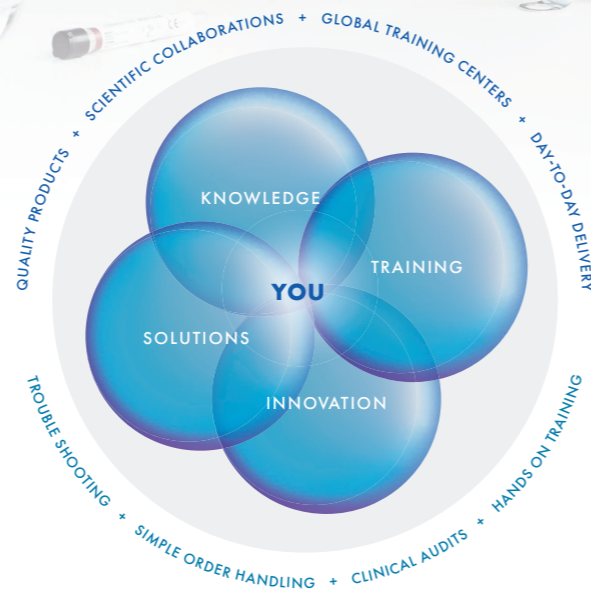 QUALITY PRODUCTS + SCIENTIFIC COLLABORATIONS + GLOBAL TRAINING CENTERS + DAY-TO-DAY DELIVERY
KNOWLEDGE
TRAINING
YOU
SOLUTIONS
INNOVATION
TROUBLE SHOOTING + SIMPLE ORDER HANDLING + CLINICAL AUDITS + HANDS ON TRAINING